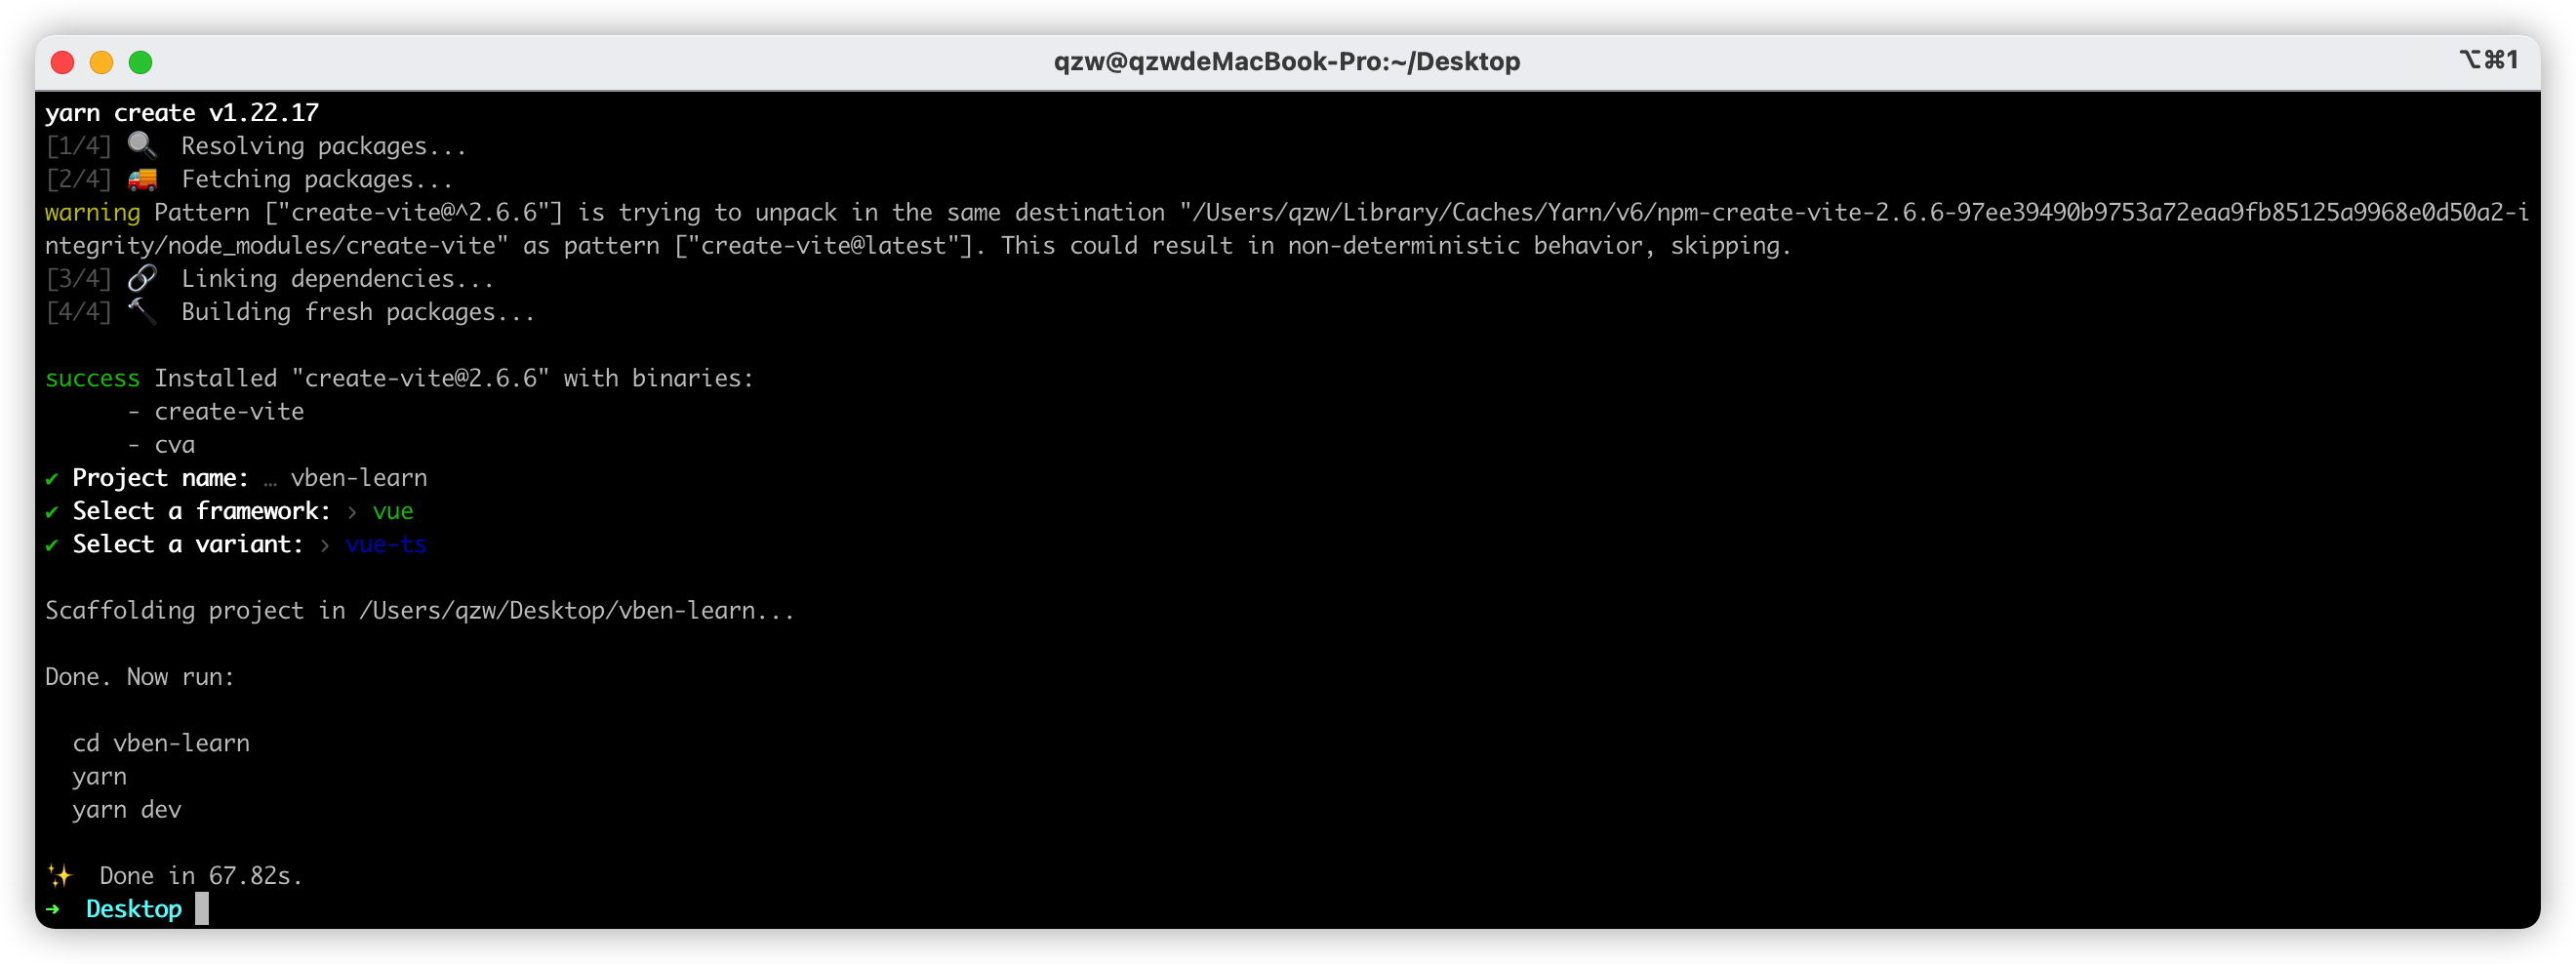 qzw@qzwdeMacBook-Pro:~/Desktop
⌥⌘1
yarn create v1.22.17
[1/4] 🔍 Resolving packages...
[2/4] 🚚 Fetching packages...
warning Pattern ["create-vite@^2.6.6"] is trying to unpack in the same destination "/Users/qzw/Library/Caches/Yarn/v6/npm-create-vite-2.6.6-97ee39490b9753a72eaa9fb85125a9968e0d50a2-i
ntegrity/node_modules/create-vite" as pattern ["create-vite@latest"]. This could result in non-deterministic behavior, skipping.
[3/4] 🔗 Linking dependencies...
[4/4] 🔨 Building fresh packages...
success Installed "create-vite@2.6.6" with binaries:
- create-vite
- cva
✔ Project name: … vben-learn
✔ Select a framework: › vue
✔ Select a variant: › vue-ts
Scaffolding project in /Users/qzw/Desktop/vben-learn...
Done. Now run:
cd vben-learn
yarn
yarn dev
✨ Done in 67.82s.
➜ Desktop